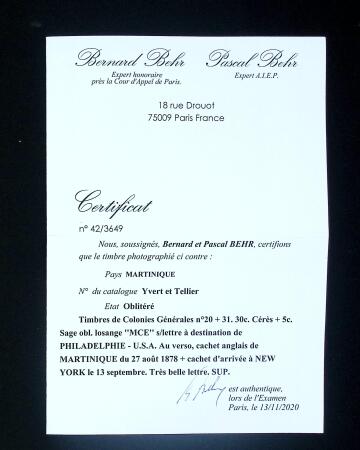 Bernard Behr Pascal Behr
Expert honoraire Expert A.I.E.P.
près la Cour d'Appel de Paris.
18 rue Drouot
75009 Paris France
Certificat
n° 42/3649
Nous, soussignés, Bernard et Pascal BEHR, certifions
que le timbre photographié ci contre :
Pays MARTINIQUE
N° du catalogue Yvert et Tellier
Etat Oblitéré
Timbres de Colonies Générales n°20 + 31. 30c. Cérès + 5c.
Sage obl. losange "MCE" s/lettre à destination de
PHILADELPHIE - U.S.A. Au verso, cachet anglais de
MARTINIQUE du 27 août 1878 + cachet d'arrivée à NEW
YORK le 13 septembre. Très belle lettre. SUP.
est authentique,
lors de l'Examen
Paris, le 13/11/2020